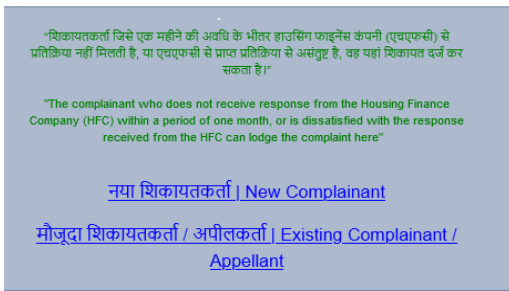 “शिकायतकर्ता जिसे एक महीने की अवधि के भीतर हाउसिंग फाइनेंस कंपनी (एचएफसी) से
प्रतिक्रिया नहीं मिलती है, या एचएफसी से प्राप्त प्रतिक्रिया से असंतुष्ट है, वह यहां शिकायत दर्ज कर
सकता है।”
"The complainant who does not receive response from the Housing Finance
Company (HFC) within a period of one month, or is dissatisfied with the response
received from the HFC can lodge the complaint here"
नया शिकायतकर्ता | New Complainant
मौजूदा शिकायतकर्ता / अपीलकर्ता | Existing Complainant /
Appellant